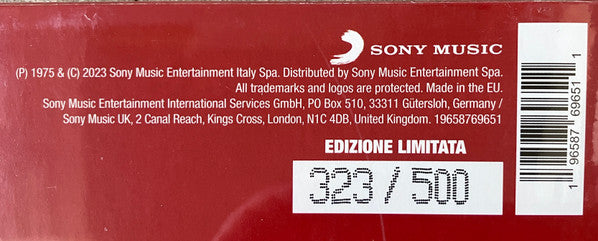 SONY MUSIC
(P) 1975 & (C) 2023 Sony Music Entertainment Italy Spa. Distributed by Sony Music Entertainment Spa.
All trademarks and logos are protected. Made in the EU.
Sony Music Entertainment International Services GmbH, PO Box 510, 33311 Gütersloh, Germany /
Sony Music UK, 2 Canal Reach, Kings Cross, London, N1C 4DB, United Kingdom. 19658769651
EDIZIONE LIMITATA
323 / 500
1 96587 69651 1